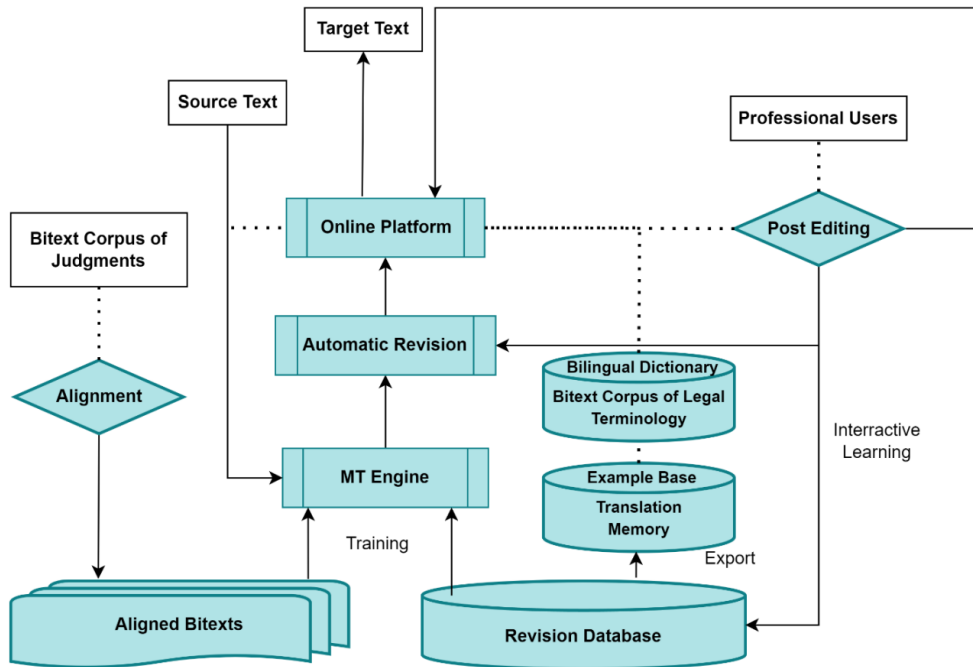 Target Text
Source Text
Professional Users
Online Platform
Post Editing
Bitext Corpus of
Judgments
Automatic Revision
Bilingual Dictionary
Bitext Corpus of Legal
Terminology
Alignment
Interractive
Learning
MT Engine
Example Base
Translation
Memory
Training
Export
Aligned Bitexts
Revision Database